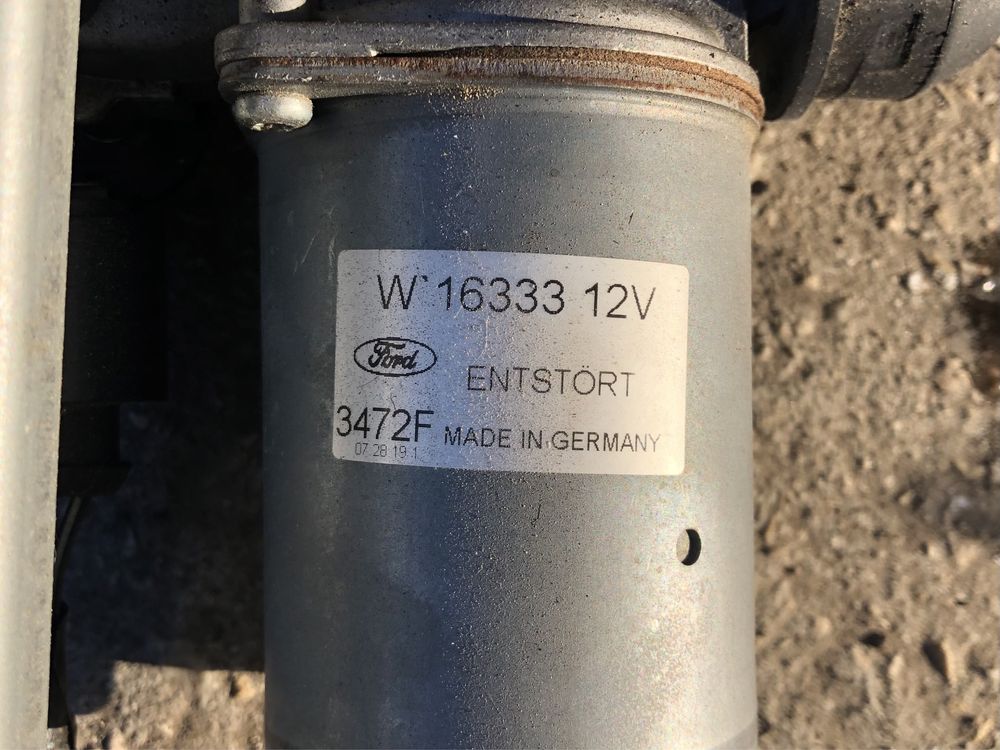 W`16333 12V
Ford
ENTSTÖRT
3472F MADE IN GERMANY
07 28 19 1